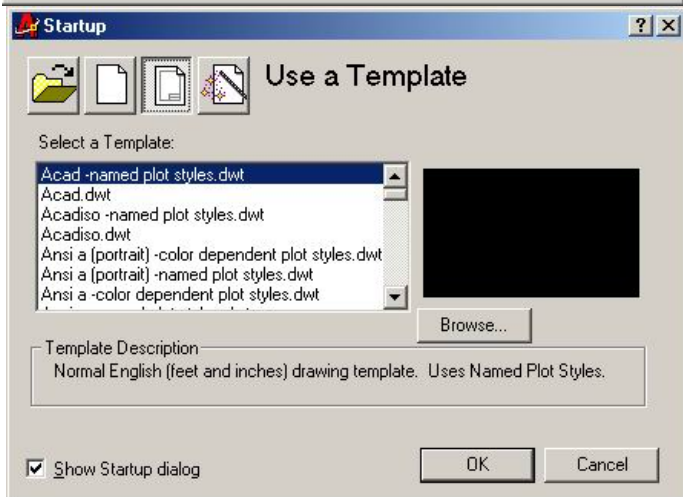 Startup
Use a Template
Select a Template:
Acad -named plot styles.dwt
Acad.dwt
Acadiso -named plot styles.dwt
Acadiso.dwt
Ansi a (portrait) -color dependent plot styles.dwt
Ansi a (portrait) -named plot styles.dwt
Ansi a -color dependent plot styles.dwt
Browse...
Template Description
Normal English (feet and inches) drawing template. Uses Named Plot Styles.
Show Startup dialog
OK
Cancel